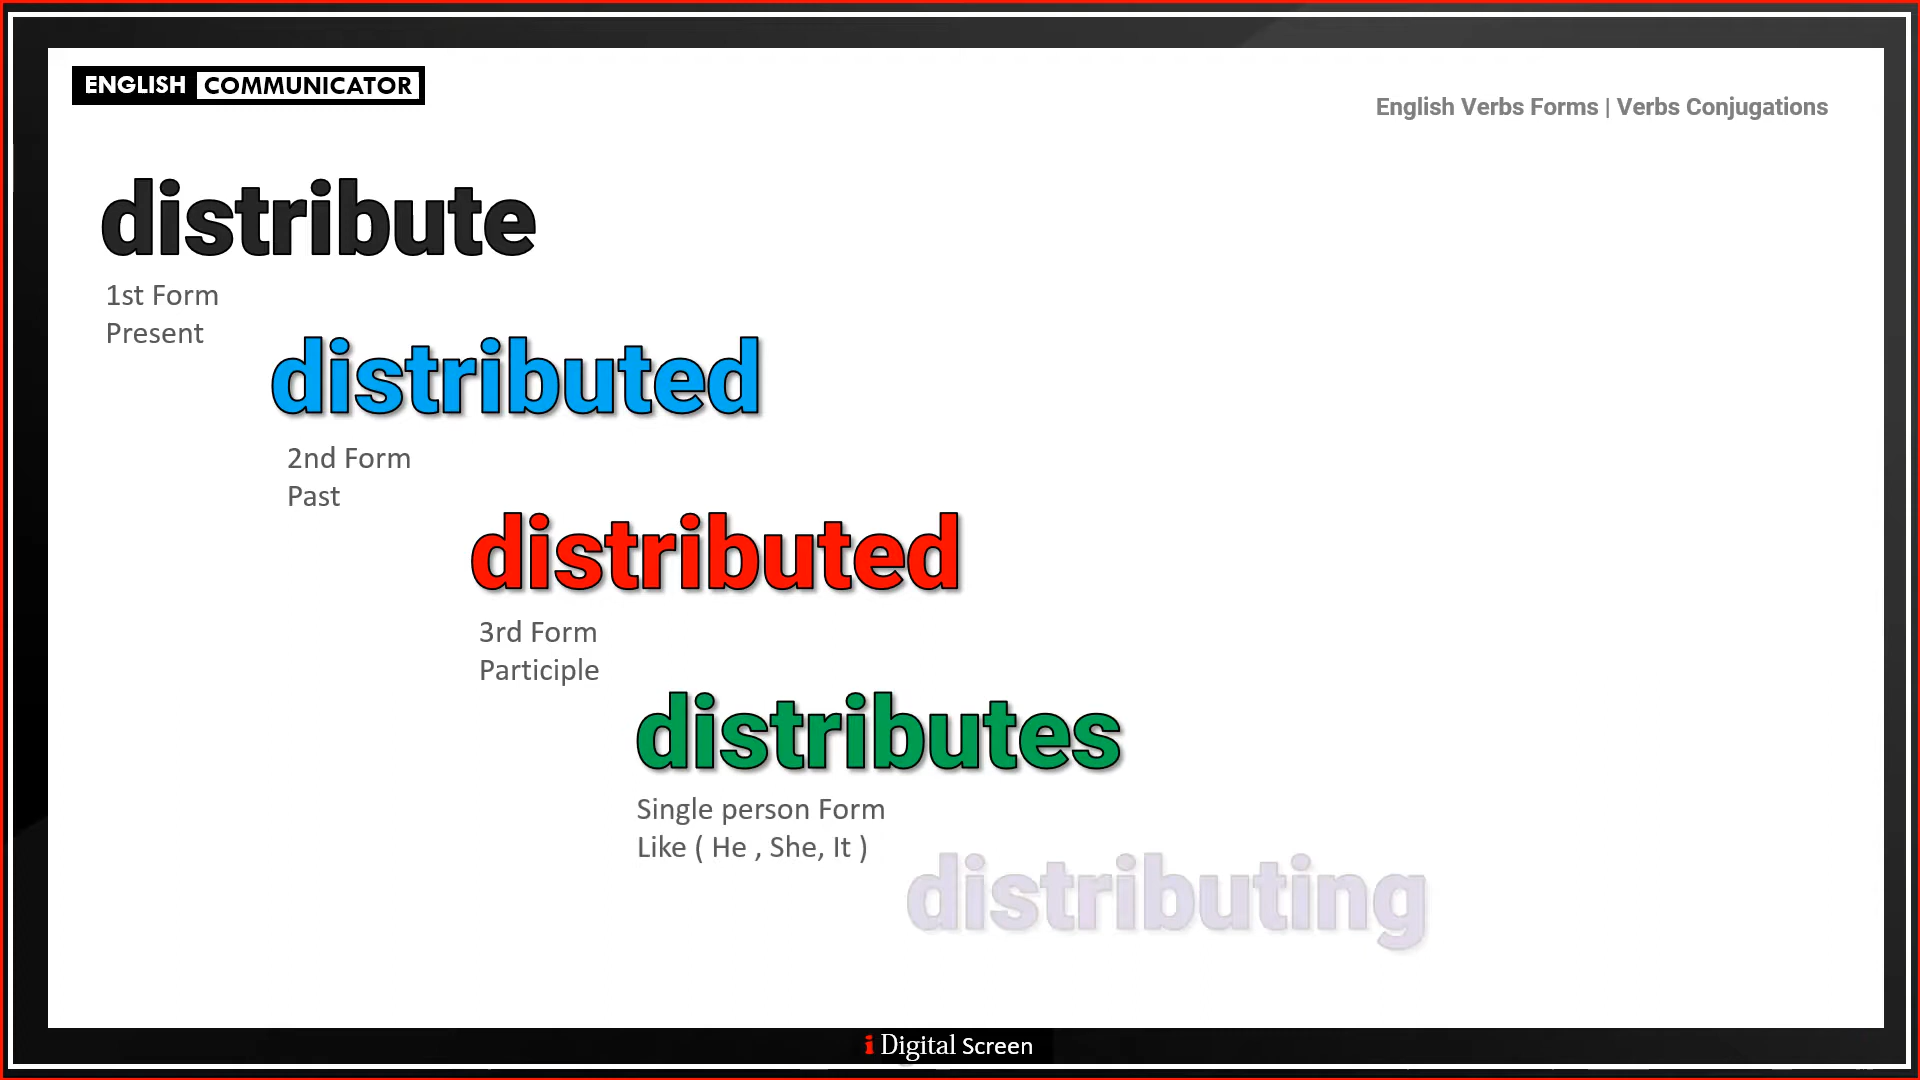 ENGLISH COMMUNICATOR
English Verbs Forms | Verbs Conjugations
distribute
1st Form
Present
distributed
2nd Form
Past
distributed
3rd Form
Participle
distributes
Single person Form
Like ( He , She, It )
distributing
i Digital Screen